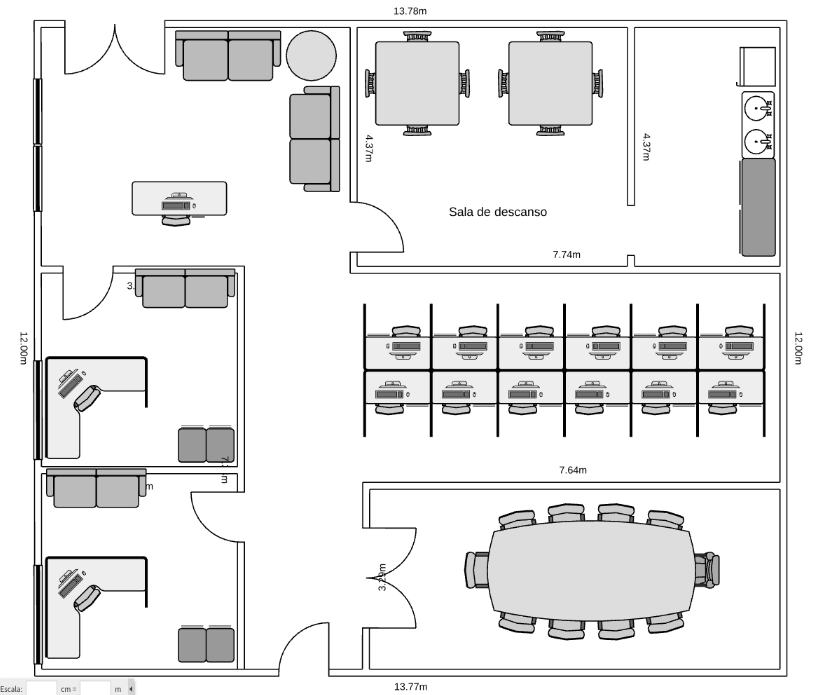 13.78m
4.37m
4.37m
Sala de descanso
7.74m
3.
12.00m
12.00m
7.64m
m
3.29m
Escala: cm = m
13.77m